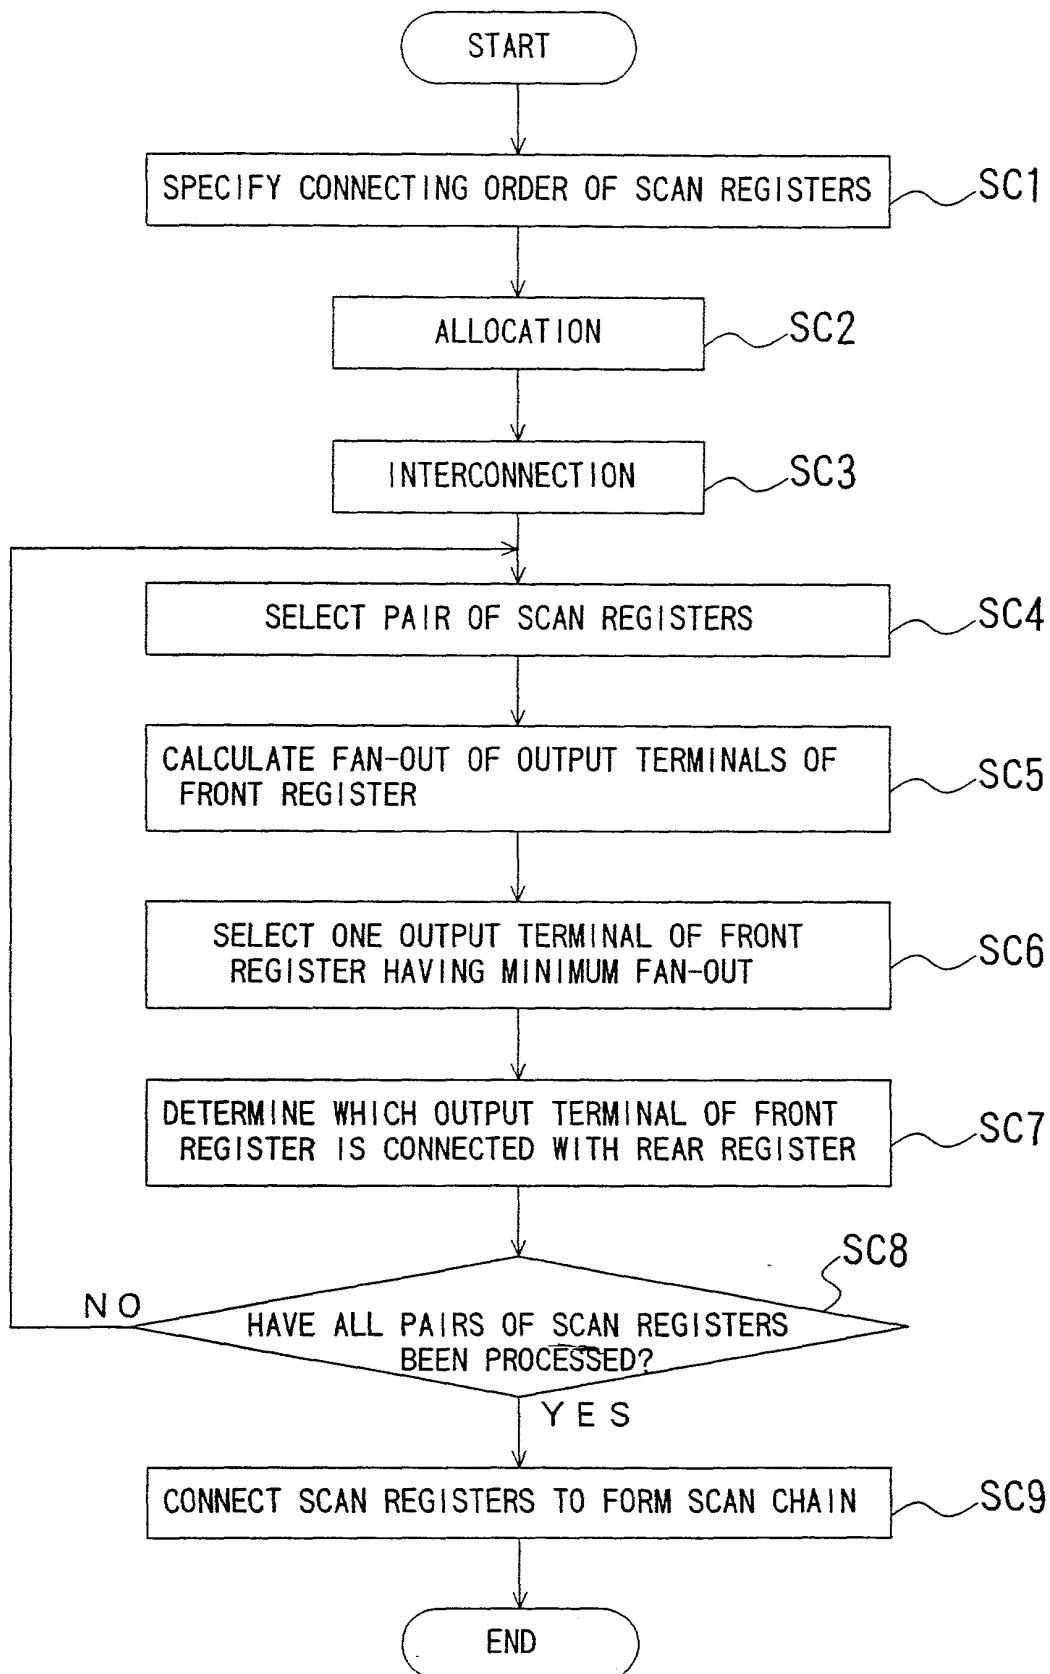 START
SPECIFY CONNECTING ORDER OF SCAN REGISTERS
SC1
ALLOCATION
SC2
INTERCONNECTION
SC3
SELECT PAIR OF SCAN REGISTERS
SC4
CALCULATE FAN-OUT OF OUTPUT TERMINALS OF
FRONT REGISTER
SC5
SELECT ONE OUTPUT TERMINAL OF FRONT
REGISTER HAVING MINIMUM FAN-OUT
SC6
DETERMINE WHICH OUTPUT TERMINAL OF FRONT
REGISTER IS CONNECTED WITH REAR REGISTER
SC7
SC8
NO
HAVE ALL PAIRS OF SCAN REGISTERS
BEEN PROCESSED?
YES
CONNECT SCAN REGISTERS TO FORM SCAN CHAIN
SC9
END